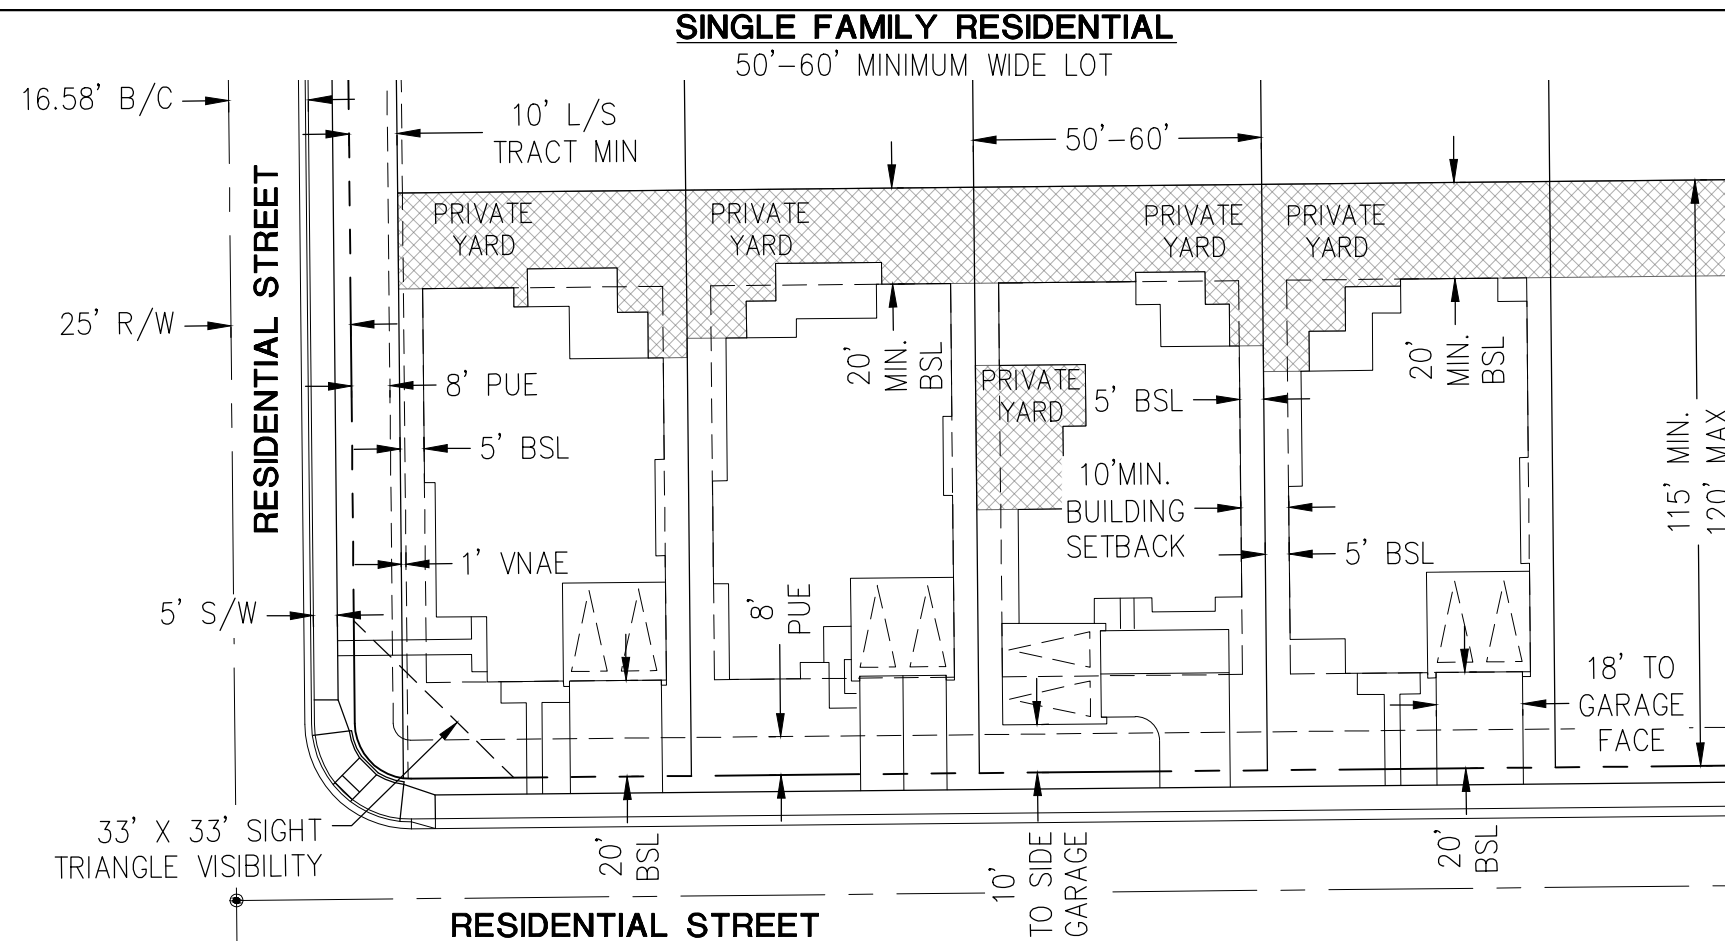 SINGLE FAMILY RESIDENTIAL
50'-60' MINIMUM WIDE LOT
16.58' B/C
10' L/S
TRACT MIN
50'-60'
RESIDENTIAL STREET
PRIVATE
YARD
PRIVATE
YARD
PRIVATE
YARD
PRIVATE
YARD
25' R/W
8' PUE
5' BSL
1' VNAE
5' S/W
20'
MIN.
BSL
PRIVATE
YARD
5' BSL
10'MIN.
BUILDING
SETBACK
20'
MIN.
BSL
5' BSL
115' MIN.
120' MAX
8'
PUE
18' TO
GARAGE
FACE
33' X 33' SIGHT
TRIANGLE VISIBILITY
20'
BSL
10'
TO SIDE
GARAGE
20'
BSL
RESIDENTIAL STREET